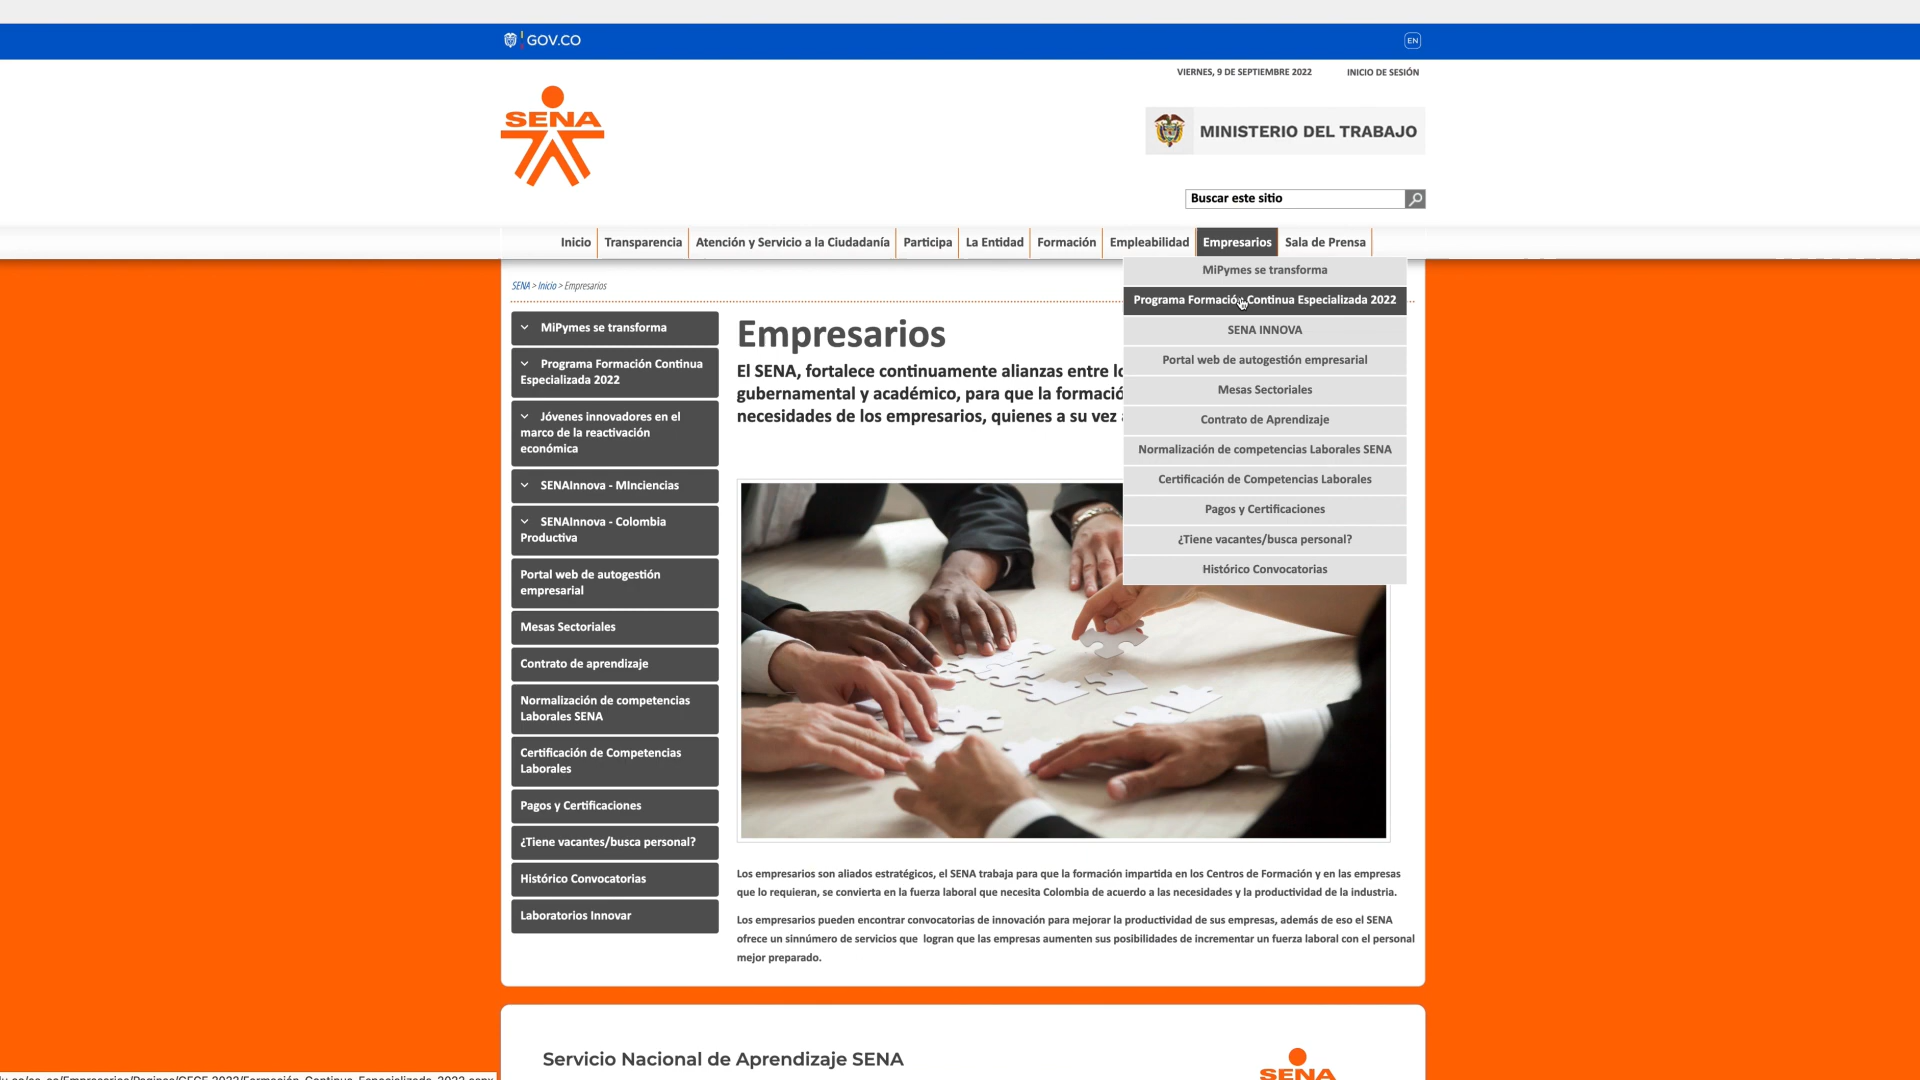 GOV.CO
EN
VIERNES, 9 DE SEPTIEMBRE 2022
INICIO DE SESIÓN
SENA
MINISTERIO DEL TRABAJO
Buscar este sitio
Inicio
Transparencia
Atención y Servicio a la Ciudadanía
Participa
La Entidad
Formación
Empleabilidad
Empresarios
Sala de Prensa
MiPymes se transforma
Programa Formación Continua Especializada 2022
SENA INNOVA
Portal web de autogestión empresarial
Mesas Sectoriales
Contrato de Aprendizaje
Normalización de competencias Laborales SENA
Certificación de Competencias Laborales
Pagos y Certificaciones
¿Tiene vacantes/busca personal?
Histórico Convocatorias
SENA > Inicio > Empresarios
MiPymes se transforma
Programa Formación Continua
Especializada 2022
Jóvenes innovadores en el
marco de la reactivación
económica
SENAInnova - MInciencias
SENAInnova - Colombia
Productiva
Portal web de autogestión
empresarial
Mesas Sectoriales
Contrato de aprendizaje
Normalización de competencias
Laborales SENA
Certificación de Competencias
Laborales
Pagos y Certificaciones
¿Tiene vacantes/busca personal?
Histórico Convocatorias
Laboratorios Innovar
Empresarios
El SENA, fortalece continuamente alianzas entre
gubernamental y académico, para que la
necesidades de los empresarios, quienes a su vez
Los empresarios son aliados estratégicos, el SENA trabaja para que la formación impartida en los Centros de Formación y en las empresas
que lo requieran, se convierta en la fuerza laboral que necesita Colombia de acuerdo a las necesidades y la productividad de la industria.
Los empresarios pueden encontrar convocatorias de innovación para mejorar la productividad de sus empresas, además de eso el SENA
ofrece un sinnúmero de servicios que logran que las empresas aumenten sus posibilidades de incrementar un fuerza laboral con el personal
mejor preparado.
Servicio Nacional de Aprendizaje SENA
SENA